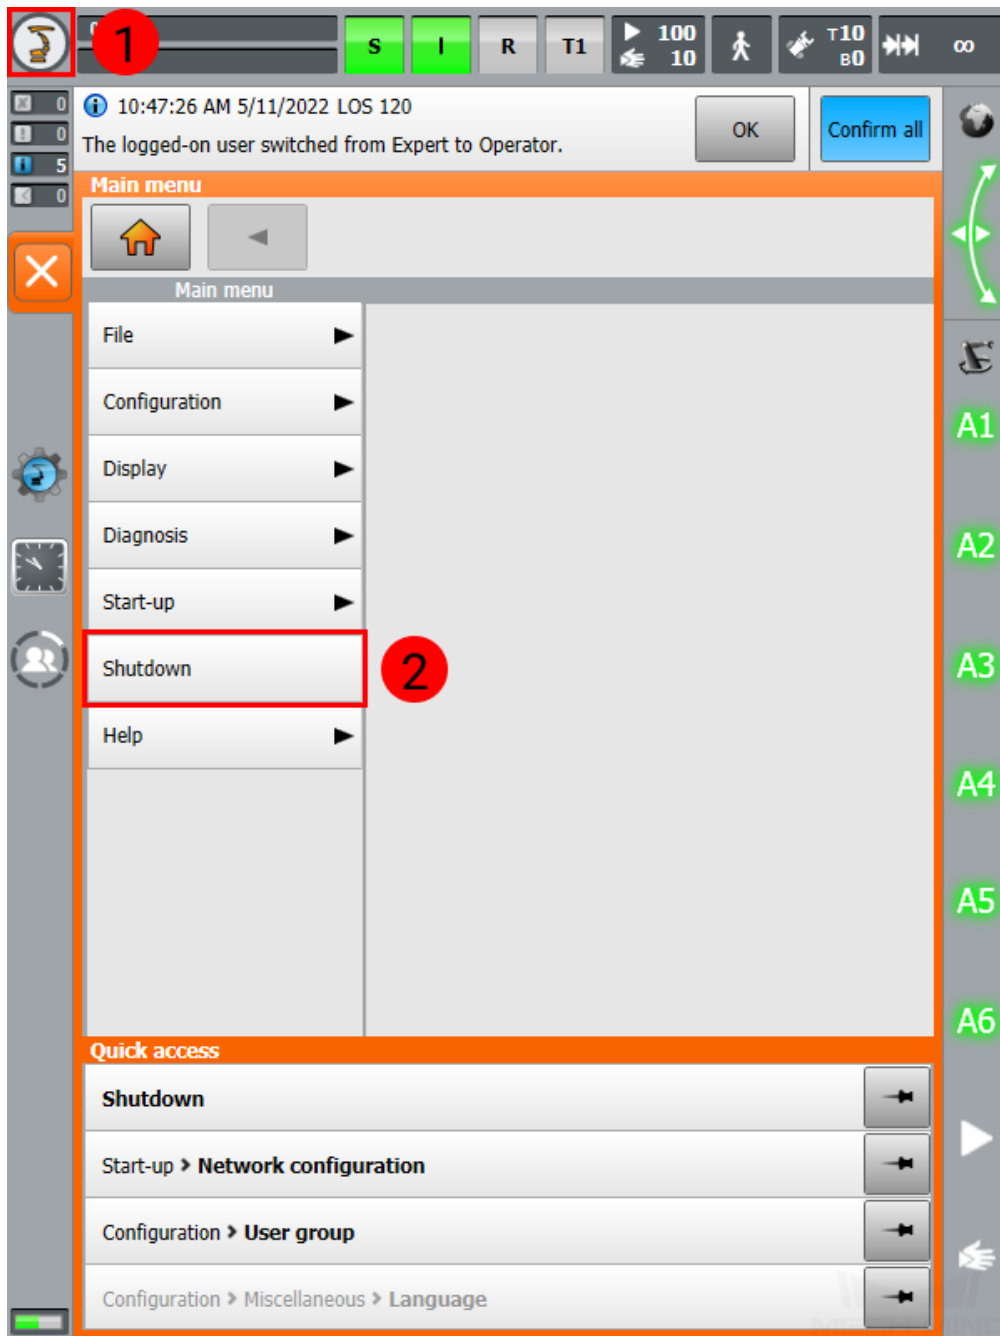 1
S I R T1 100 10 T10 B0 ∞
0
0
5
0
10:47:26 AM 5/11/2022 LOS 120
The logged-on user switched from Expert to Operator.
OK
Confirm all
Main menu
Main menu
File
Configuration
Display
Diagnosis
Start-up
Shutdown
2
Help
A1
A2
A3
A4
A5
A6
Quick access
Shutdown
Start-up > Network configuration
Configuration > User group
Configuration > Miscellaneous > Language